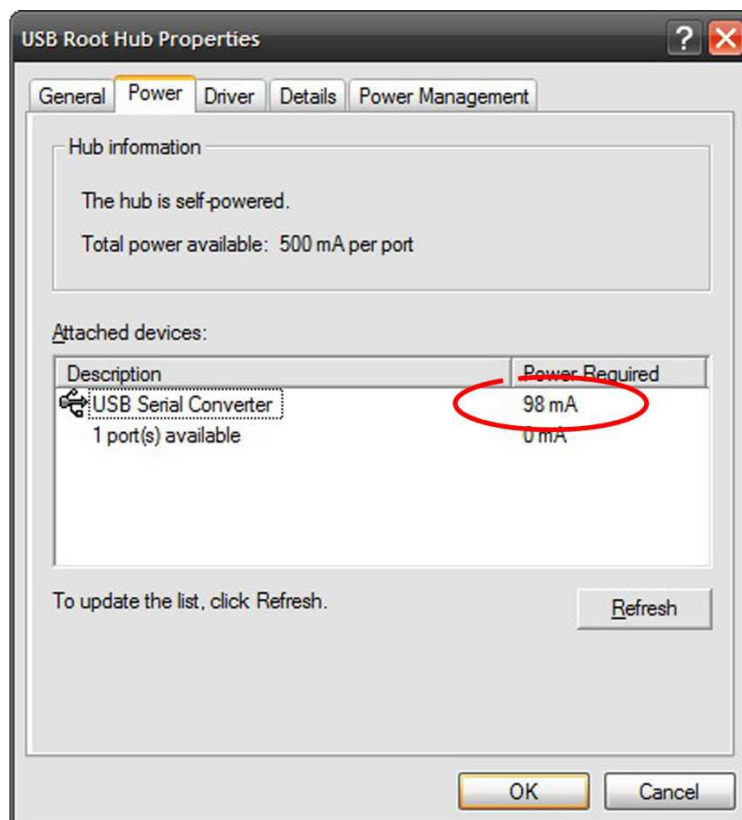 USB Root Hub Properties
?
General Power Driver Details Power Management
Hub information
The hub is self-powered.
Total power available: 500 mA per port
Attached devices:
Description Power Required
USB Serial Converter 98 mA
1 port(s) available 0 mA
To update the list, click Refresh.
Refresh
OK Cancel